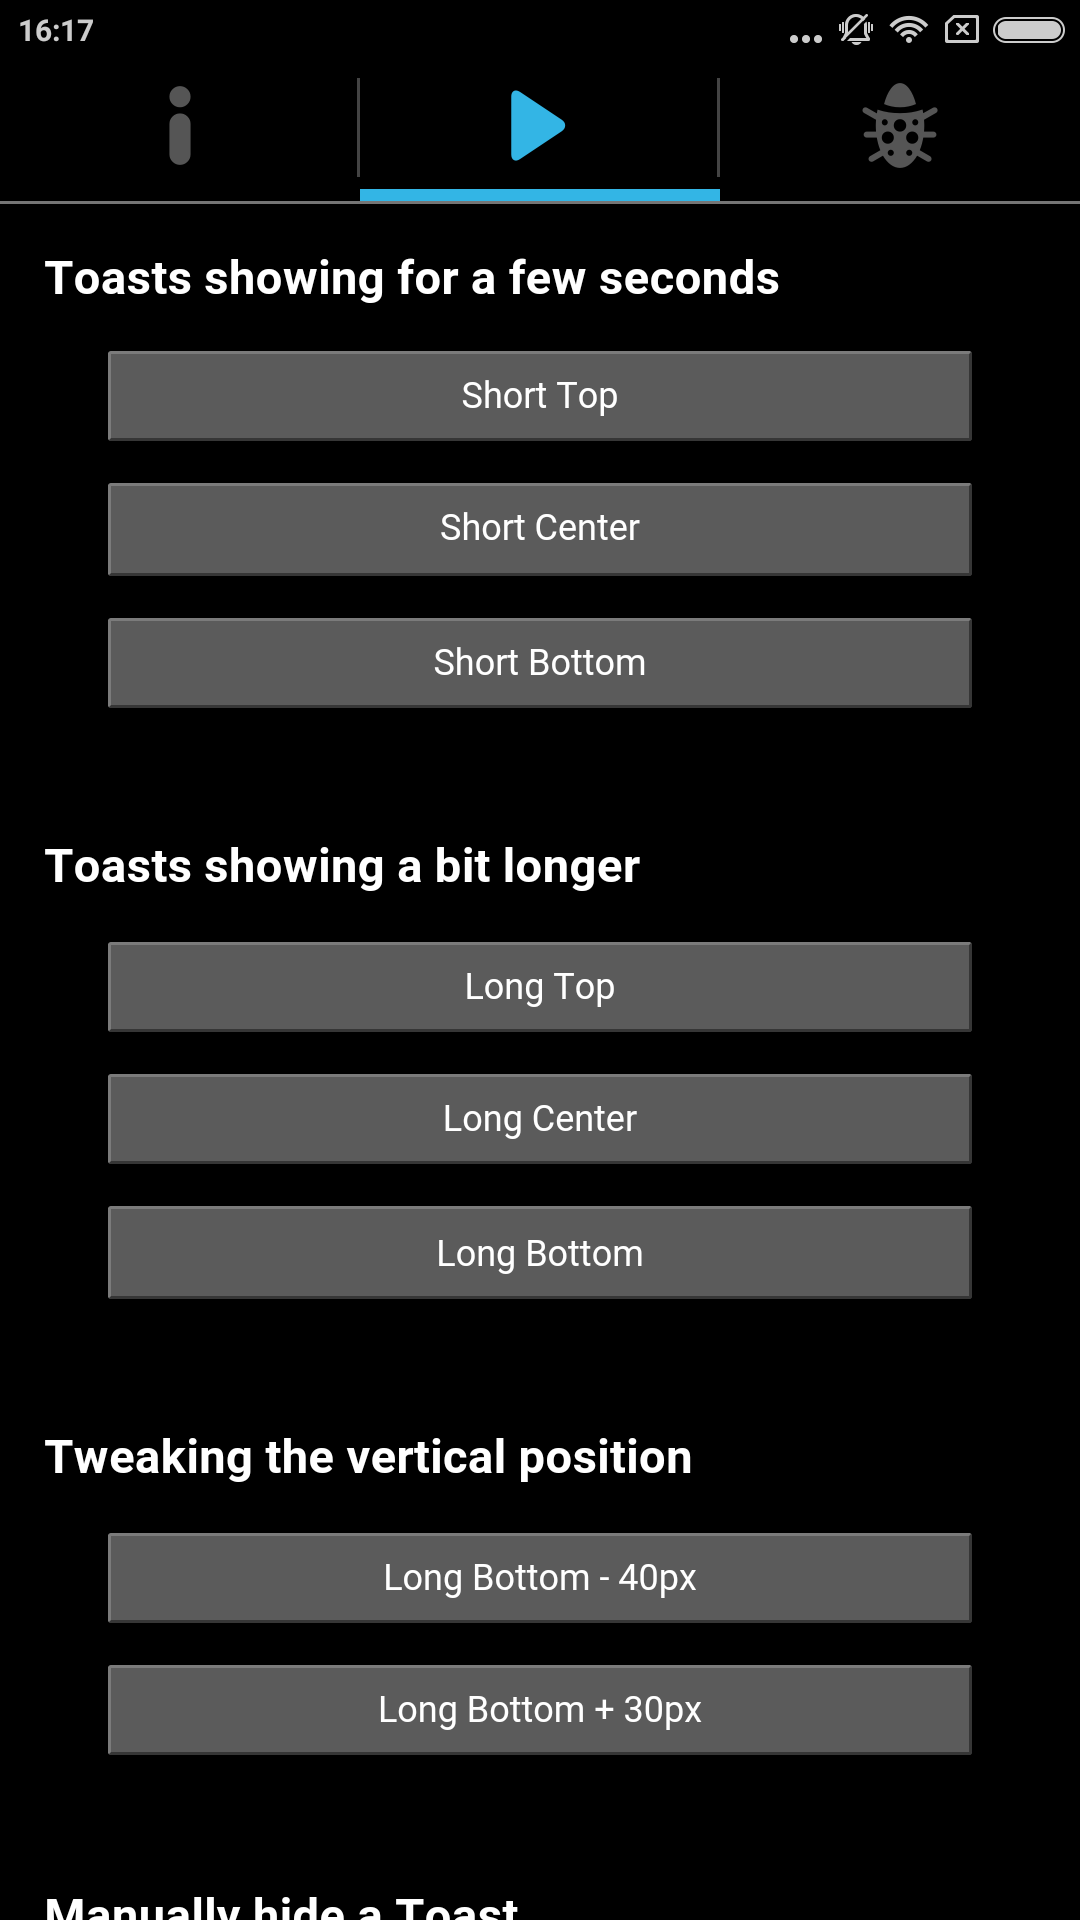 16:17
Toasts showing for a few seconds
Short Top
Short Center
Short Bottom
Toasts showing a bit longer
Long Top
Long Center
Long Bottom
Tweaking the vertical position
Long Bottom - 40px
Long Bottom + 30px
Manually hide a Toast